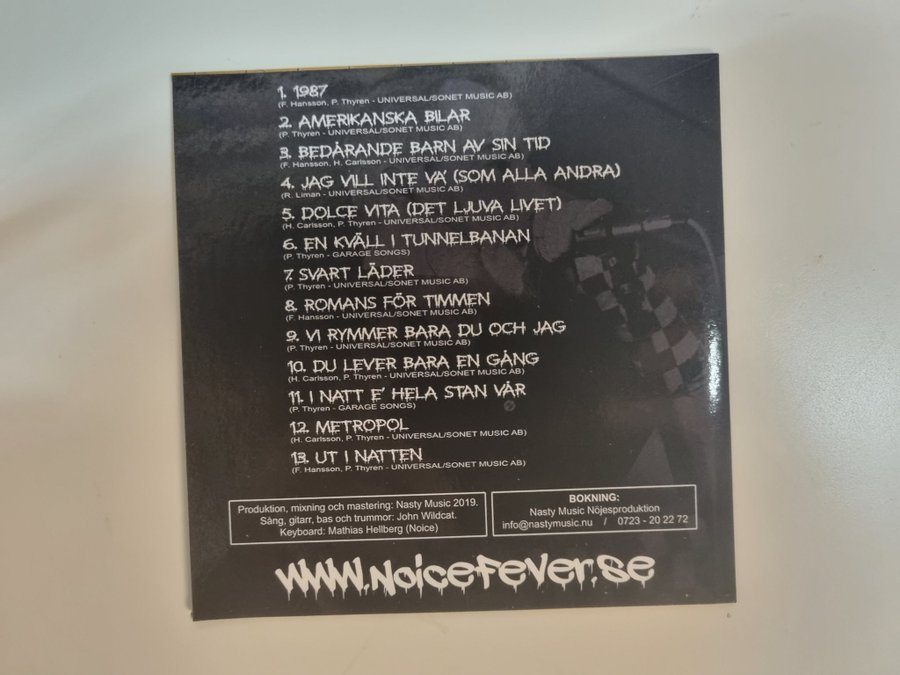 1. 1987
(F. Hansson, P. Thyren - UNIVERSAL/SONET MUSIC AB)
2. AMERIKANSKA BILAR
(P. Thyren - UNIVERSAL/SONET MUSIC AB)
3. BEDÅRANDE BARN AV SIN TID
(F. Hansson, H. Carlsson - UNIVERSAL/SONET MUSIC AB)
4. JAG VILL INTE VA' (SOM ALLA ANDRA)
(R. Liman - UNIVERSAL/SONET MUSIC AB)
5. DOLCE VITA (DET LJUVA LIVET)
(H. Carlsson, P. Thyren - UNIVERSAL/SONET MUSIC AB)
6. EN KVÄLL I TUNNELBANAN
(P. Thyren - GARAGE SONGS)
7. SVART LÄDER
(P. Thyren - UNIVERSAL/SONET MUSIC AB)
8. ROMANS FÖR TIMMEN
(F. Hansson - UNIVERSAL/SONET MUSIC AB)
9. VI RYMMER BARA DU OCH JAG
(P. Thyren - UNIVERSAL/SONET MUSIC AB)
10. DU LEVER BARA EN GÅNG
(H. Carlsson, P. Thyren - UNIVERSAL/SONET MUSIC AB)
11. I NATT E' HELA STAN VÅR
(P. Thyren - GARAGE SONGS)
12. METROPOL
(H. Carlsson, P. Thyren - UNIVERSAL/SONET MUSIC AB)
13. UT I NATTEN
(F. Hansson, P. Thyren - UNIVERSAL/SONET MUSIC AB)
Produktion, mixning och mastering: Nasty Music 2019.
Sång, gitarr, bas och trummor: John Wildcat.
Keyboard: Mathias Hellberg (Noice)
BOKNING:
Nasty Music Nöjesproduktion
info@nastymusic.nu / 0723 - 20 22 72
WWW.NOICEFEVER.SE